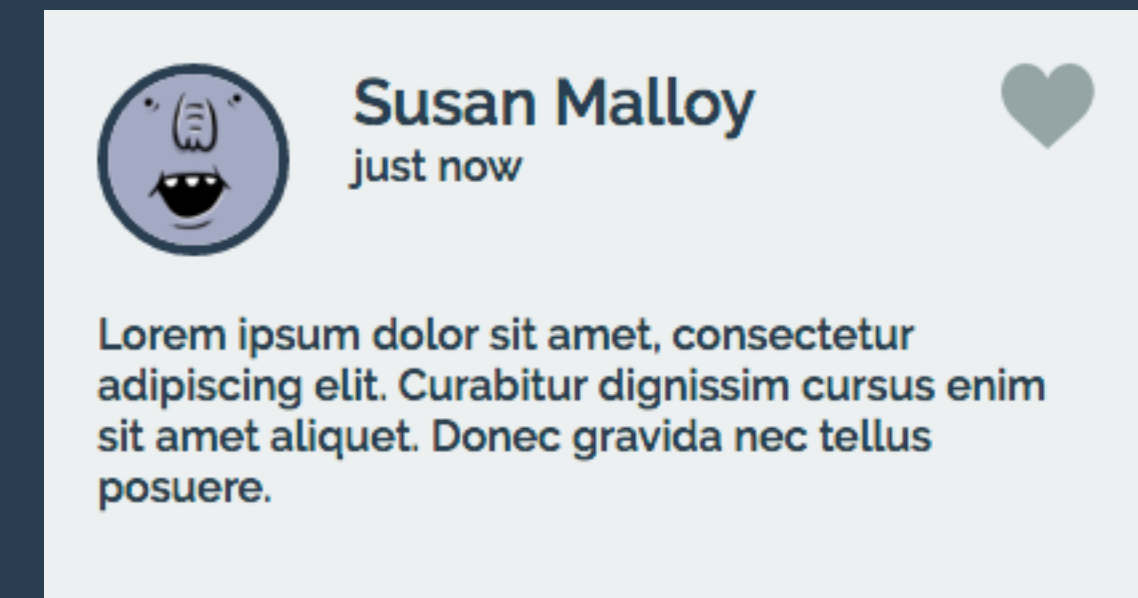 Susan Malloy
just now
Lorem ipsum dolor sit amet, consectetur
adipiscing elit. Curabitur dignissim cursus enim
sit amet aliquet. Donec gravida nec tellus
posuere.